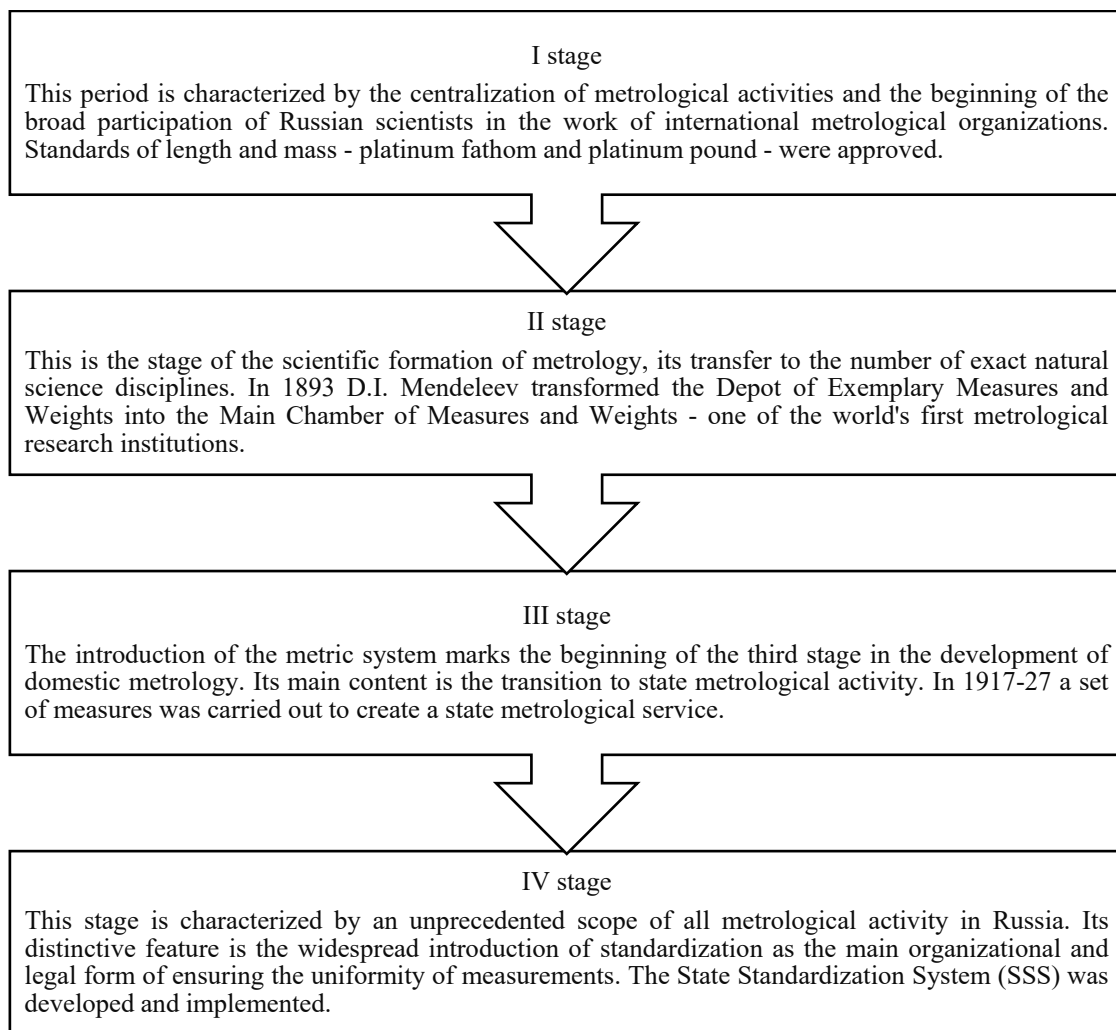 I stage
This period is characterized by the centralization of metrological activities and the beginning of the
broad participation of Russian scientists in the work of international metrological organizations.
Standards of length and mass - platinum fathom and platinum pound - were approved.
II stage
This is the stage of the scientific formation of metrology, its transfer to the number of exact natural
science disciplines. In 1893 D.I. Mendeleev transformed the Depot of Exemplary Measures and
Weights into the Main Chamber of Measures and Weights - one of the world's first metrological
research institutions.
III stage
The introduction of the metric system marks the beginning of the third stage in the development of
domestic metrology. Its main content is the transition to state metrological activity. In 1917-27 a set
of measures was carried out to create a state metrological service.
IV stage
This stage is characterized by an unprecedented scope of all metrological activity in Russia. Its
distinctive feature is the widespread introduction of standardization as the main organizational and
legal form of ensuring the uniformity of measurements. The State Standardization System (SSS) was
developed and implemented.